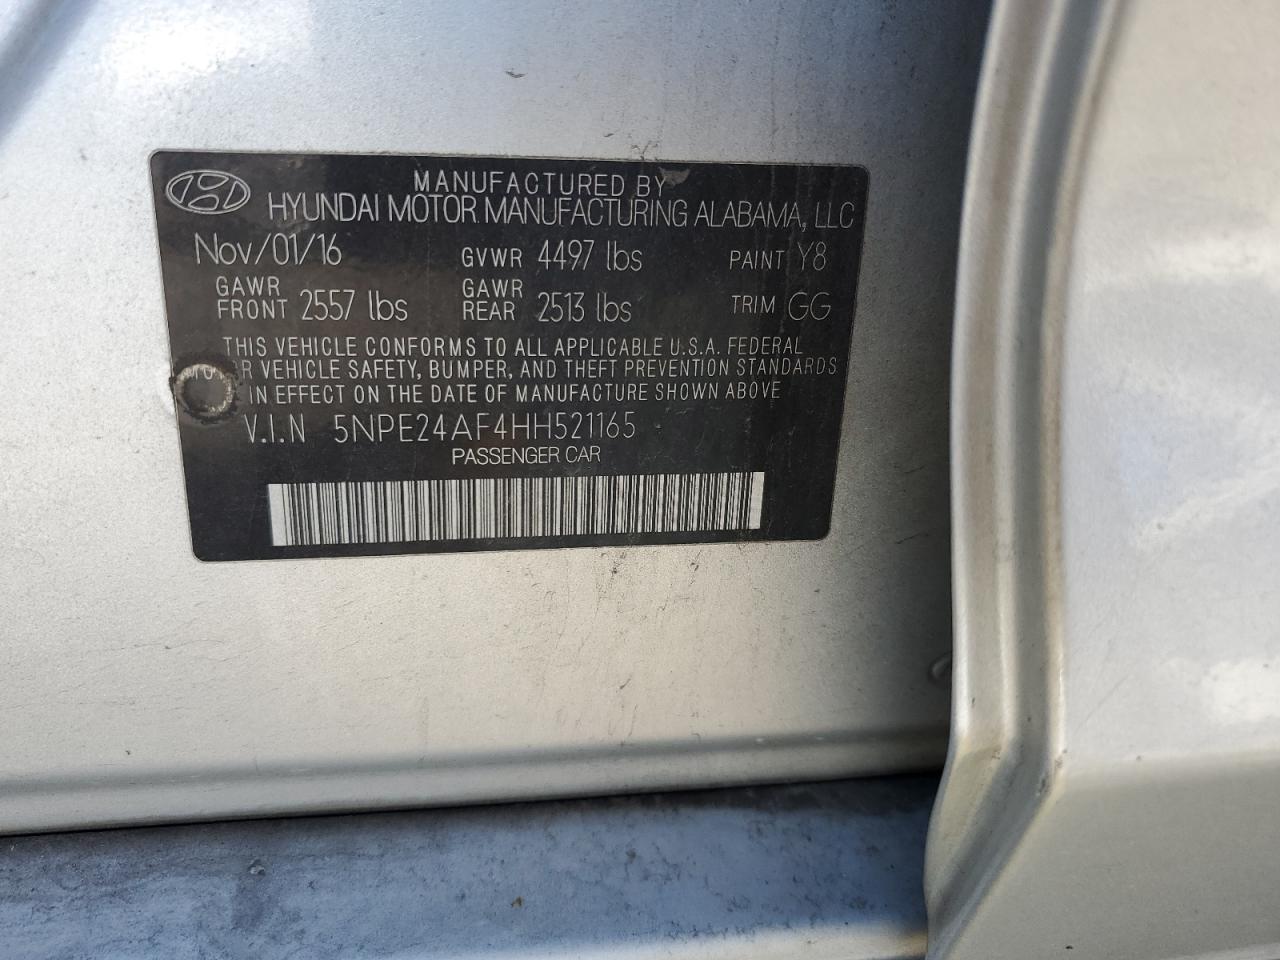 MANUFACTURED BY
HYUNDAI MOTOR MANUFACTURING ALABAMA, LLC
Nov/01/16 GVWR 4497 lbs PAINT Y8
GAWR FRONT 2557 lbs GAWR REAR 2513 lbs TRIM GG
THIS VEHICLE CONFORMS TO ALL APPLICABLE U.S.A. FEDERAL
VEHICLE SAFETY, BUMPER, AND THEFT PREVENTION STANDARDS
IN EFFECT ON THE DATE OF MANUFACTURE SHOWN ABOVE
V.I.N 5NPE24AF4HH521165
PASSENGER CAR